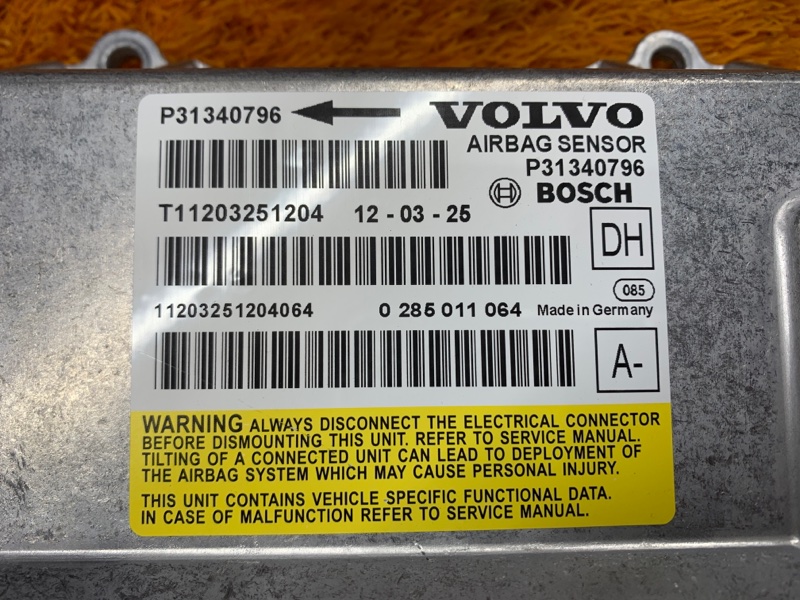 P31340796
VOLVO
AIRBAG SENSOR
P31340796
BOSCH
T11203251204 12 - 03 - 25
DH
085
11203251204064 0 285 011 064 Made in Germany
A-
WARNING ALWAYS DISCONNECT THE ELECTRICAL CONNECTOR
BEFORE DISMOUNTING THIS UNIT. REFER TO SERVICE MANUAL.
TILTING OF A CONNECTED UNIT CAN LEAD TO DEPLOYMENT OF
THE AIRBAG SYSTEM WHICH MAY CAUSE PERSONAL INJURY.
THIS UNIT CONTAINS VEHICLE SPECIFIC FUNCTIONAL DATA.
IN CASE OF MALFUNCTION REFER TO SERVICE MANUAL.